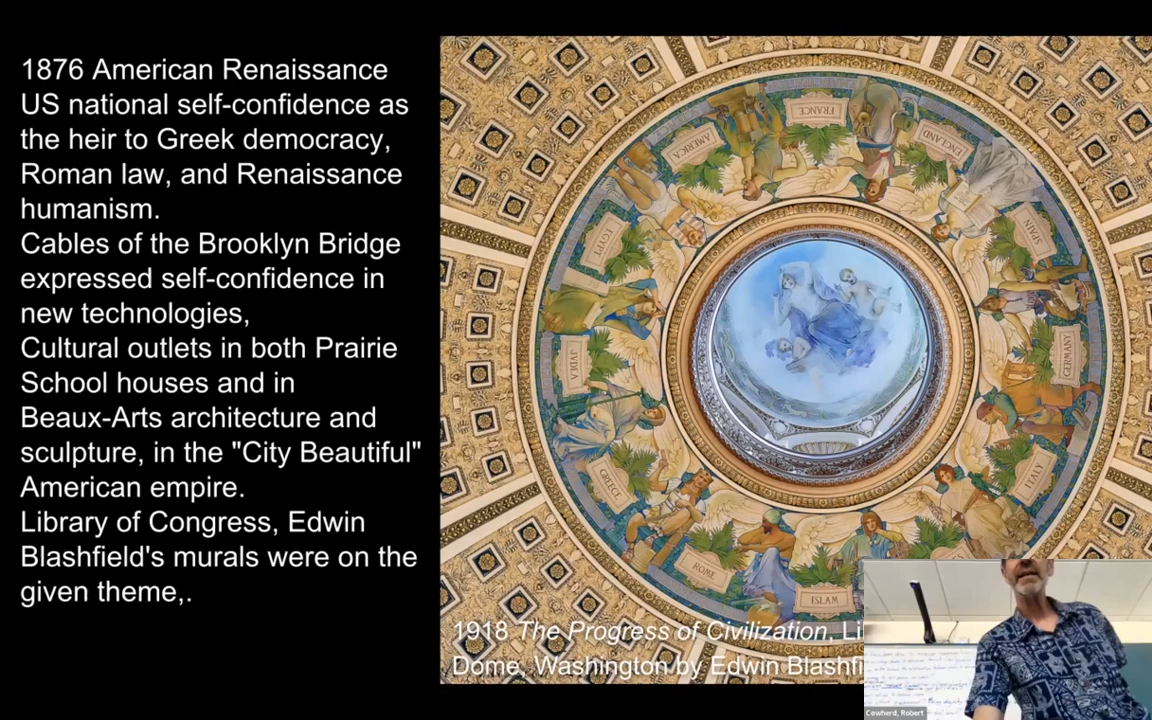 1876 American Renaissance
US national self-confidence as
the heir to Greek democracy,
Roman law, and Renaissance
humanism.
Cables of the Brooklyn Bridge
expressed self-confidence in
new technologies,
Cultural outlets in both Prairie
School houses and in
Beaux-Arts architecture and
sculpture, in the "City Beautiful"
American empire.
Library of Congress, Edwin
Blashfield's murals were on the
given theme,.
FRANCE
AMERICA
ENGLAND
EGYPT
SPAIN
JVDEA
GERMANY
GREECE
ITALY
ROME
ISLAM
1918 The Progress of Civilization, Li
Dome, Washington by Edwin Blashfi
Cowherd, Robert